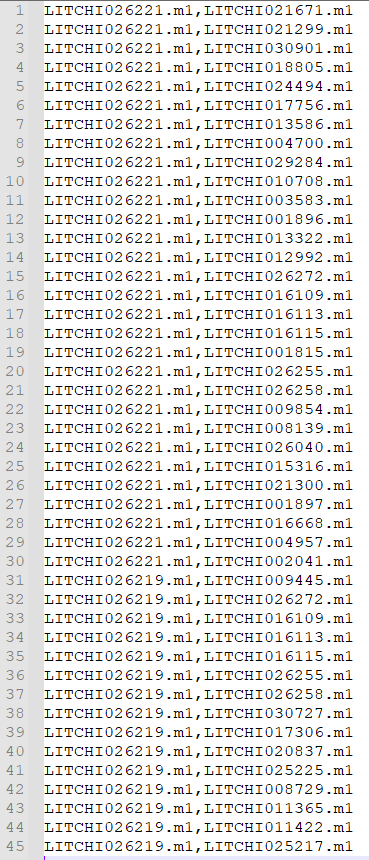 1 LITCHI026221.m1,LITCHI021671.m1
2 LITCHI026221.m1,LITCHI021299.m1
3 LITCHI026221.m1,LITCHI030901.m1
4 LITCHI026221.m1,LITCHI018805.m1
5 LITCHI026221.m1,LITCHI024494.m1
6 LITCHI026221.m1,LITCHI017756.m1
7 LITCHI026221.m1,LITCHI013586.m1
8 LITCHI026221.m1,LITCHI004700.m1
9 LITCHI026221.m1,LITCHI029284.m1
10 LITCHI026221.m1,LITCHI010708.m1
11 LITCHI026221.m1,LITCHI003583.m1
12 LITCHI026221.m1,LITCHI001896.m1
13 LITCHI026221.m1,LITCHI013322.m1
14 LITCHI026221.m1,LITCHI012992.m1
15 LITCHI026221.m1,LITCHI026272.m1
16 LITCHI026221.m1,LITCHI016109.m1
17 LITCHI026221.m1,LITCHI016113.m1
18 LITCHI026221.m1,LITCHI016115.m1
19 LITCHI026221.m1,LITCHI001815.m1
20 LITCHI026221.m1,LITCHI026255.m1
21 LITCHI026221.m1,LITCHI026258.m1
22 LITCHI026221.m1,LITCHI009854.m1
23 LITCHI026221.m1,LITCHI008139.m1
24 LITCHI026221.m1,LITCHI026040.m1
25 LITCHI026221.m1,LITCHI015316.m1
26 LITCHI026221.m1,LITCHI021300.m1
27 LITCHI026221.m1,LITCHI001897.m1
28 LITCHI026221.m1,LITCHI016668.m1
29 LITCHI026221.m1,LITCHI004957.m1
30 LITCHI026221.m1,LITCHI002041.m1
31 LITCHI026219.m1,LITCHI009445.m1
32 LITCHI026219.m1,LITCHI026272.m1
33 LITCHI026219.m1,LITCHI016109.m1
34 LITCHI026219.m1,LITCHI016113.m1
35 LITCHI026219.m1,LITCHI016115.m1
36 LITCHI026219.m1,LITCHI026255.m1
37 LITCHI026219.m1,LITCHI026258.m1
38 LITCHI026219.m1,LITCHI030727.m1
39 LITCHI026219.m1,LITCHI017306.m1
40 LITCHI026219.m1,LITCHI020837.m1
41 LITCHI026219.m1,LITCHI025225.m1
42 LITCHI026219.m1,LITCHI008729.m1
43 LITCHI026219.m1,LITCHI011365.m1
44 LITCHI026219.m1,LITCHI011422.m1
45 LITCHI026219.m1,LITCHI025217.m1